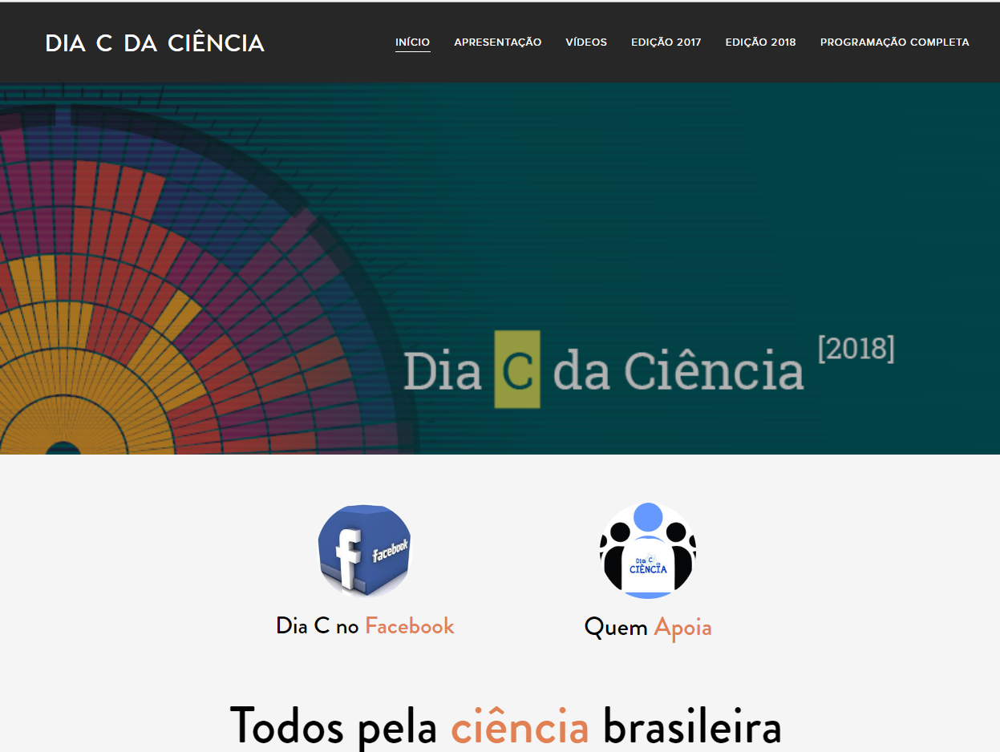 DIA C DA CIÊNCIA
INÍCIO APRESENTAÇÃO VÍDEOS EDIÇÃO 2017 EDIÇÃO 2018 PROGRAMAÇÃO COMPLETA
Dia C da Ciência [2018]
f facebook
Dia C da
CIÊNCIA
Dia C no Facebook
Quem Apoia
Todos pela ciência brasileira